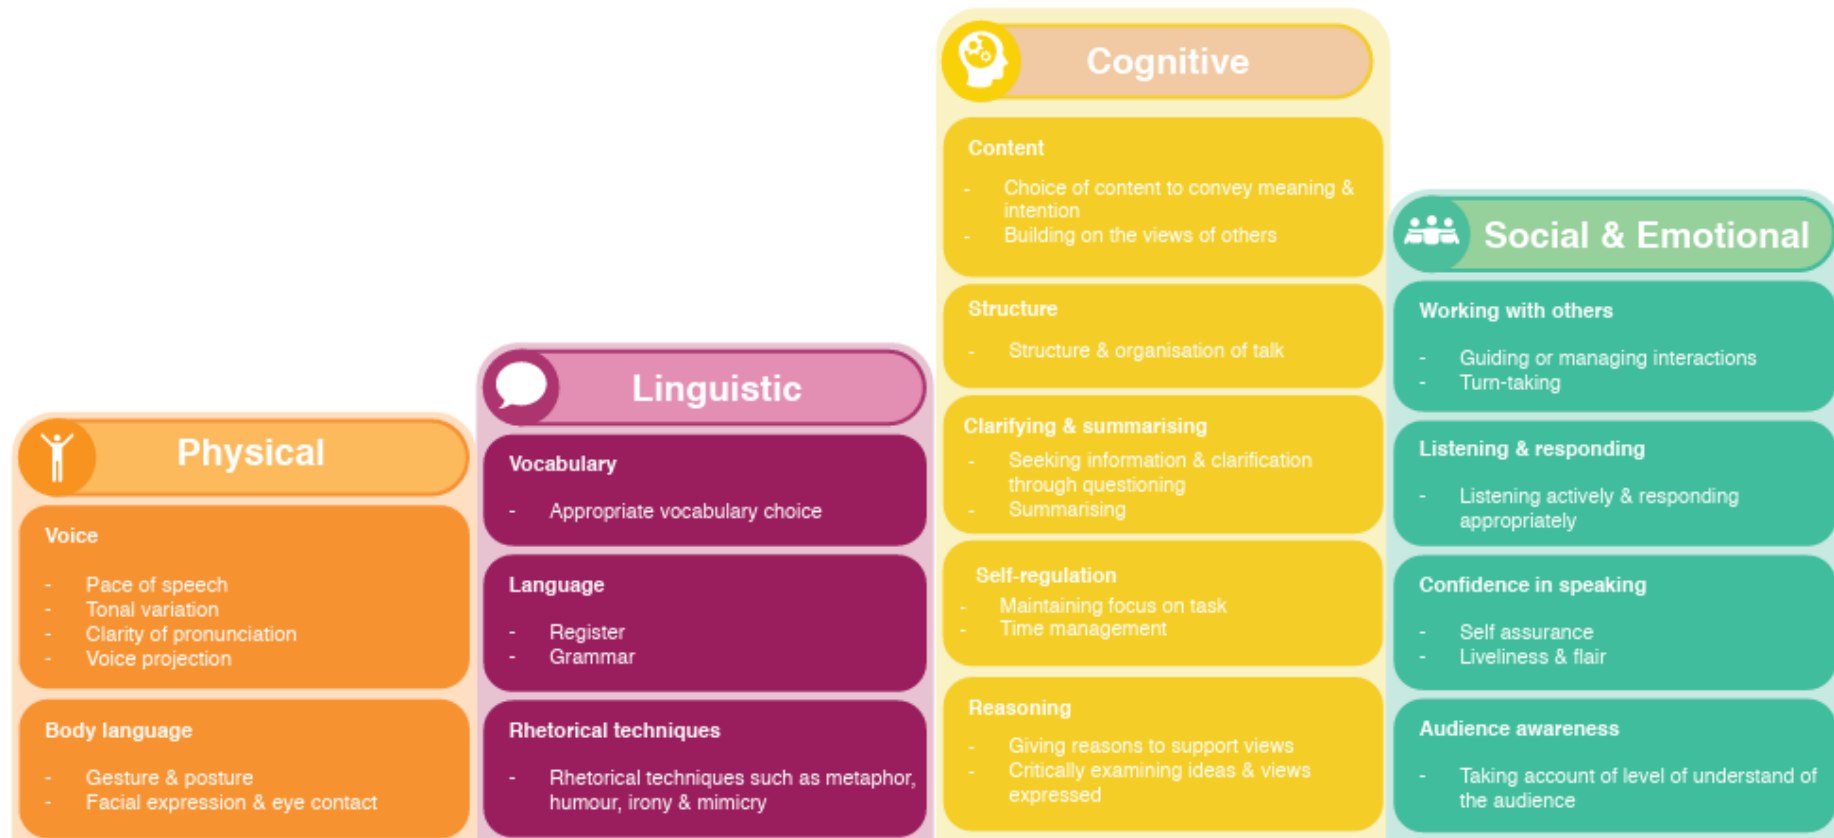 Physical
Voice
- Pace of speech
- Tonal variation
- Clarity of pronunciation
- Voice projection
Body language
- Gesture & posture
- Facial expression & eye contact
Linguistic
Vocabulary
- Appropriate vocabulary choice
Language
- Register
- Grammar
Rhetorical techniques
- Rhetorical techniques such as metaphor,
humour, irony & mimicry
Cognitive
Content
- Choice of content to convey meaning &
intention
- Building on the views of others
Structure
- Structure & organisation of talk
Clarifying & summarising
- Seeking information & clarification
through questioning
- Summarising
Self-regulation
- Maintaining focus on task
- Time management
Reasoning
- Giving reasons to support views
- Critically examining ideas & views
expressed
Social & Emotional
Working with others
- Guiding or managing interactions
- Turn-taking
Listening & responding
- Listening actively & responding
appropriately
Confidence in speaking
- Self assurance
- Liveliness & flair
Audience awareness
- Taking account of level of understand of
the audience